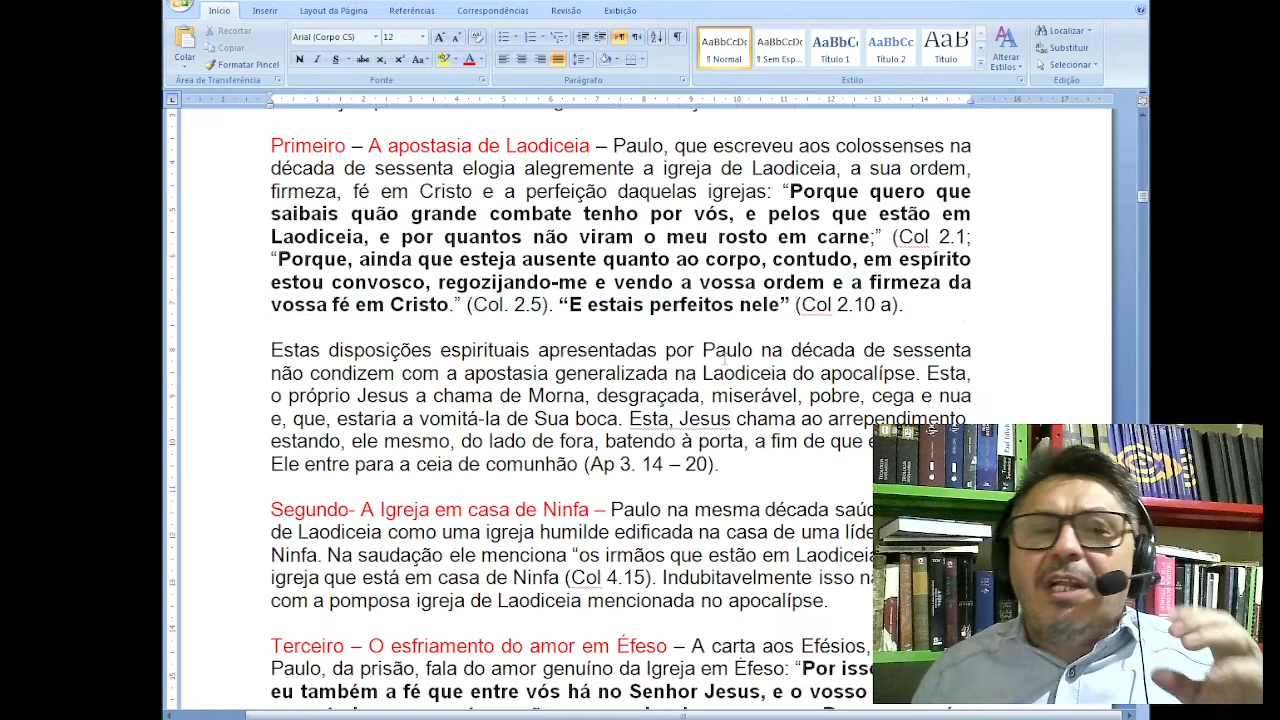 Início Inserir Layout da Página Referências Correspondências Revisão Exibição
Recortar
Copiar
Formatar Pincel
Colar
Área de Transferência
Arial (Corpo CS) 12
Fonte
Parágrafo
AaBbCcDc AaBbCcDc AaBbCc AaBbCc AaB
¶ Normal ¶ Sem Esp... Título 1 Título 2 Título
Alterar Estilos
Estilo
Localizar
Substituir
Selecionar
Edição
Primeiro – A apostasia de Laodiceia – Paulo, que escreveu aos colossenses na
década de sessenta elogia alegremente a igreja de Laodiceia, a sua ordem,
firmeza, fé em Cristo e a perfeição daquelas igrejas: “Porque quero que
saibais quão grande combate tenho por vós, e pelos que estão em
Laodiceia, e por quantos não viram o meu rosto em carne;” (Col 2.1;
“Porque, ainda que esteja ausente quanto ao corpo, contudo, em espírito
estou convosco, regozijando-me e vendo a vossa ordem e a firmeza da
vossa fé em Cristo.” (Col. 2.5). “E estais perfeitos nele” (Col 2.10 a).
Estas disposições espirituais apresentadas por Paulo na década de sessenta
não condizem com a apostasia generalizada na Laodiceia do apocalípse. Esta,
o próprio Jesus a chama de Morna, desgraçada, miserável, pobre, cega e nua
e, que, estaria a vomitá-la de Sua boca. Esta, Jesus chama ao arrependimento,
estando, ele mesmo, do lado de fora, batendo à porta, a fim de que
Ele entre para a ceia de comunhão (Ap 3. 14 – 20).
Segundo- A Igreja em casa de Ninfa – Paulo na mesma década saúd
de Laodiceia como uma igreja humilde edificada na casa de uma líde
Ninfa. Na saudação ele menciona “os irmãos que estão em Laodiceia
igreja que está em casa de Ninfa (Col 4.15). Indubitavelmente isso nã
com a pomposa igreja de Laodiceia mencionada no apocalípse.
Terceiro – O esfriamento do amor em Éfeso – A carta aos Efésios,
Paulo, da prisão, fala do amor genuíno da Igreja em Éfeso: “Por iss
eu também a fé que entre vós há no Senhor Jesus, e o vosso